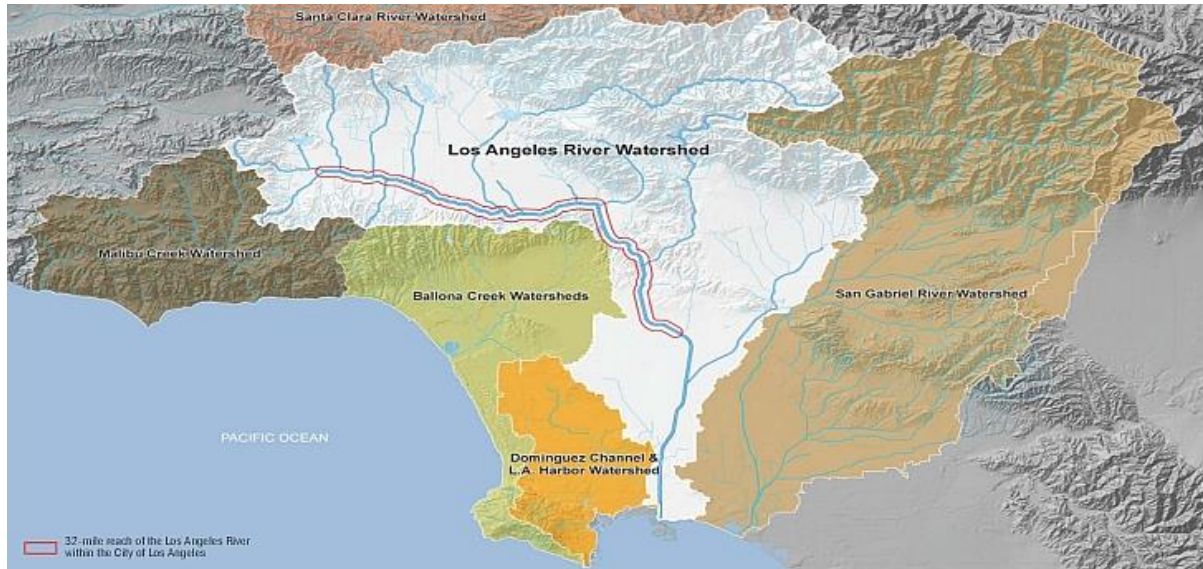 Santa Clara River Watershed
Los Angeles River Watershed
Malibu Creek Watershed
Ballona Creek Watersheds
San Gabriel River Watershed
PACIFIC OCEAN
Dominguez Channel &
L.A. Harbor Watershed
32-mile reach of the Los Angeles River
within the City of Los Angeles